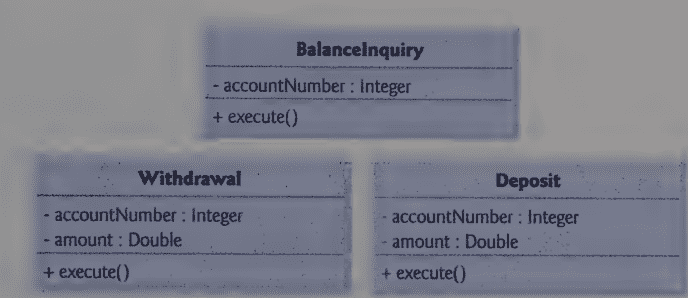 BalanceInquiry
- accountNumber : Integer
+ execute()
Withdrawal
- accountNumber : Integer
- amount : Double
+ execute()
Deposit
- accountNumber : Integer
- amount : Double
+ execute()